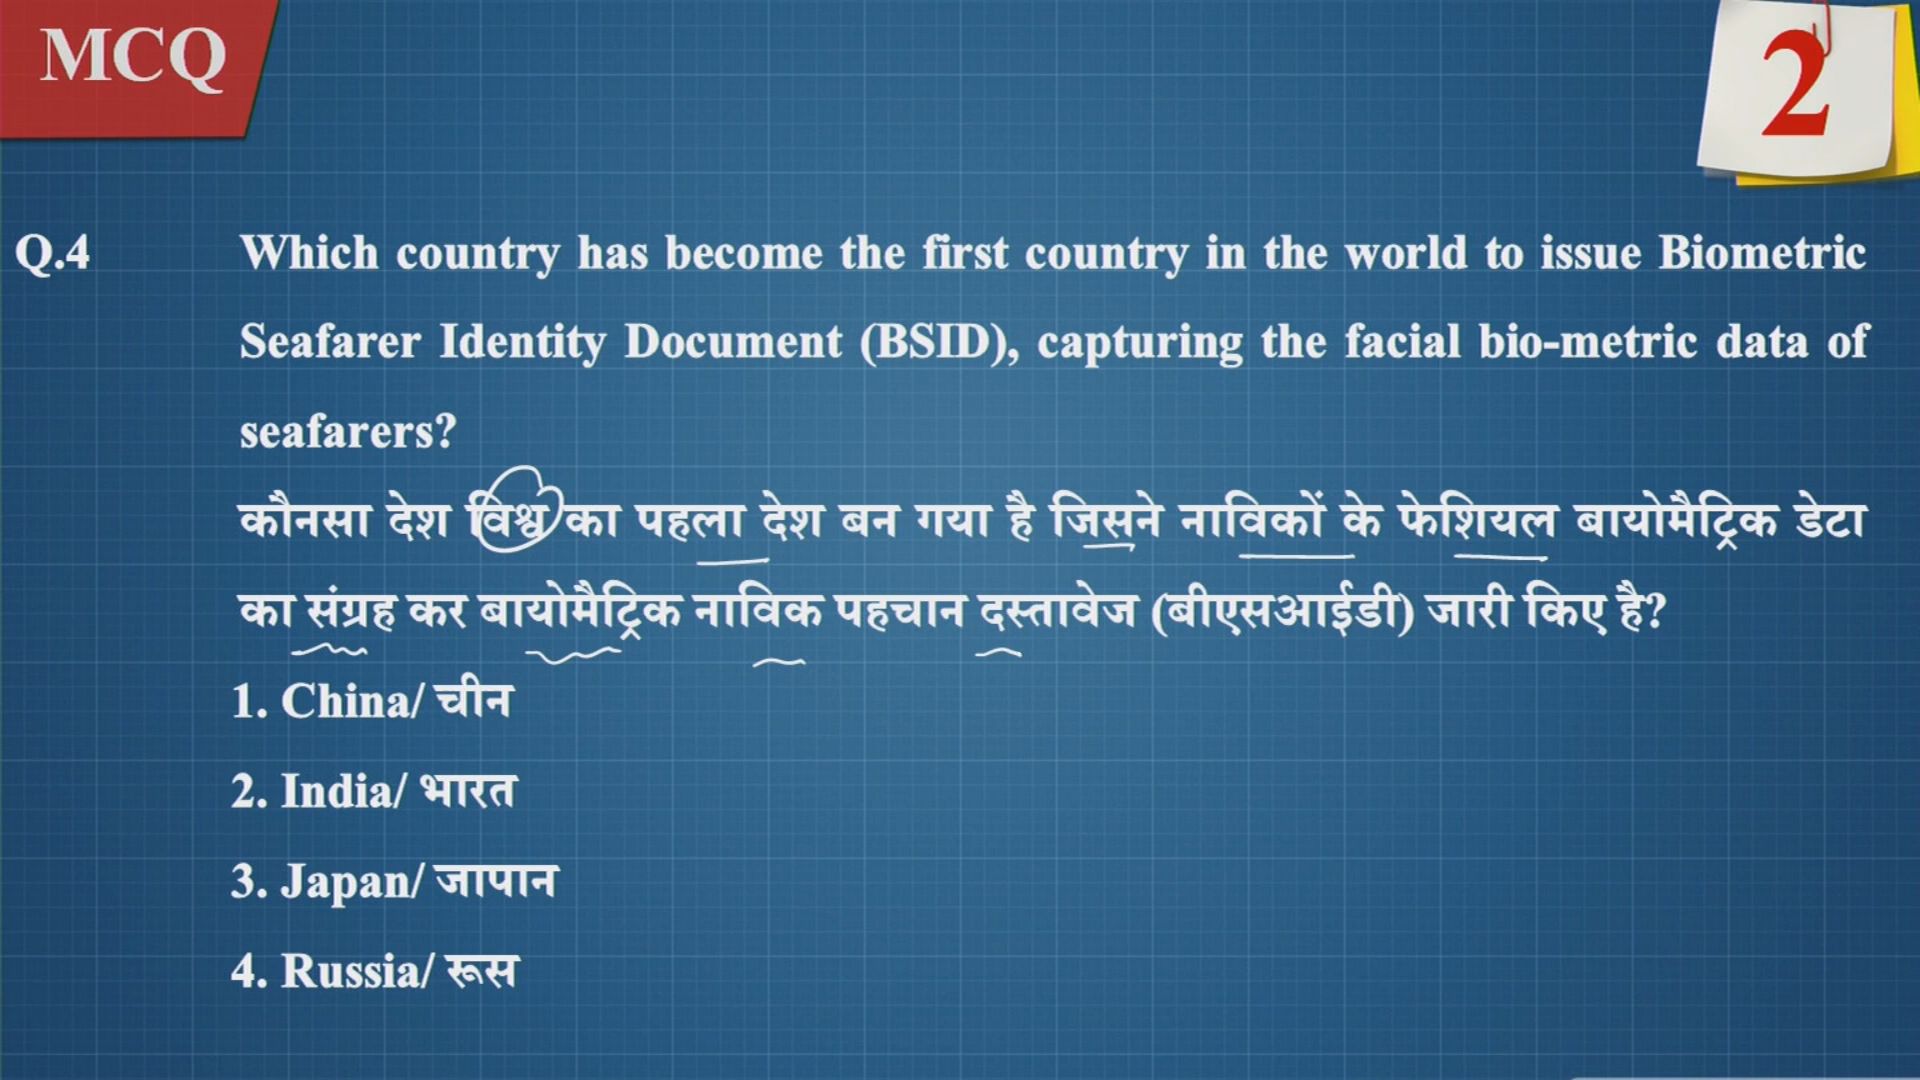 MCQ
2
Q.4 Which country has become the first country in the world to issue Biometric
Seafarer Identity Document (BSID), capturing the facial bio-metric data of
seafarers?
कौनसा देश विश्व का पहला देश बन गया है जिसने नाविकों के फेशियल बायोमैट्रिक डेटा
का संग्रह कर बायोमैट्रिक नाविक पहचान दस्तावेज (बीएसआईडी) जारी किए है?
1. China/ चीन
2. India/ भारत
3. Japan/ जापान
4. Russia/ रूस